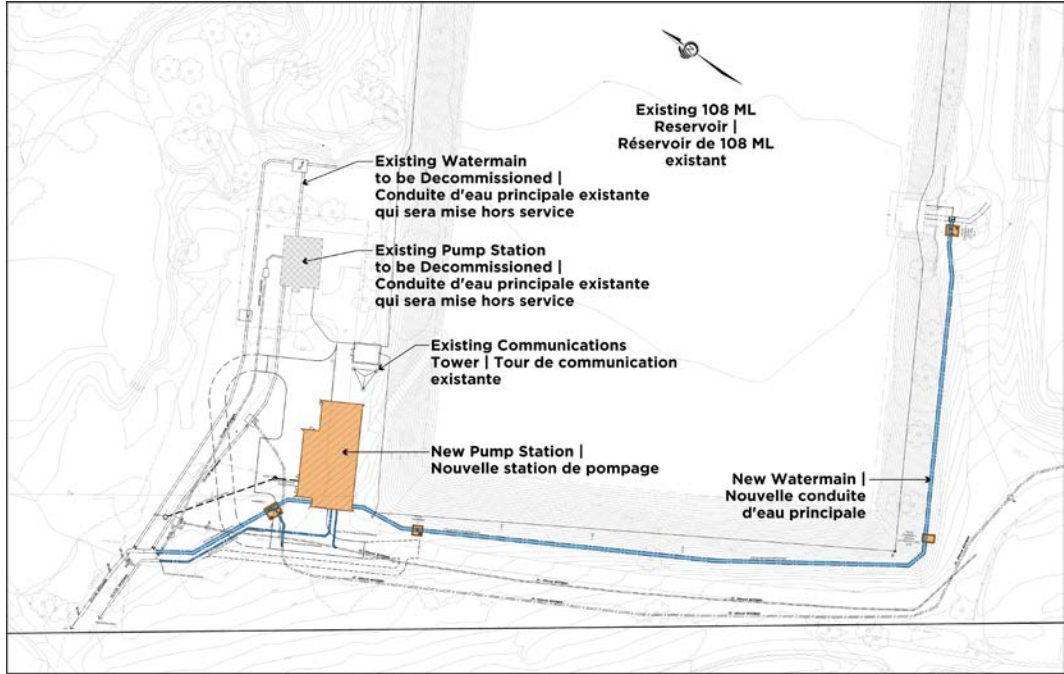 Existing 108 ML
Reservoir |
Réservoir de 108 ML
existant
Existing Watermain
to be Decommissioned |
Conduite d'eau principale existante
qui sera mise hors service
Existing Pump Station
to be Decommissioned |
Conduite d'eau principale existante
qui sera mise hors service
Existing Communications
Tower | Tour de communication
existante
New Pump Station |
Nouvelle station de pompage
New Watermain |
Nouvelle conduite
d'eau principale